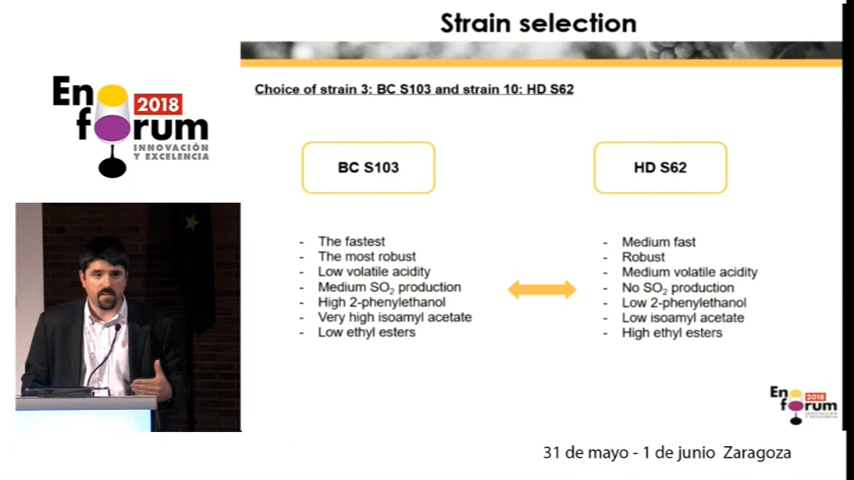 Strain selection
Choice of strain 3: BC S103 and strain 10: HD S62
Eno
2018
forum
INNOVACIÓN
Y EXCELENCIA
BC S103
- The fastest
- The most robust
- Low volatile acidity
- Medium SO₂ production
- High 2-phenylethanol
- Very high isoamyl acetate
- Low ethyl esters
HD S62
- Medium fast
- Robust
- Medium volatile acidity
- No SO₂ production
- Low 2-phenylethanol
- Low isoamyl acetate
- High ethyl esters
Eno
2018
forum
31 de mayo - 1 de junio Zaragoza